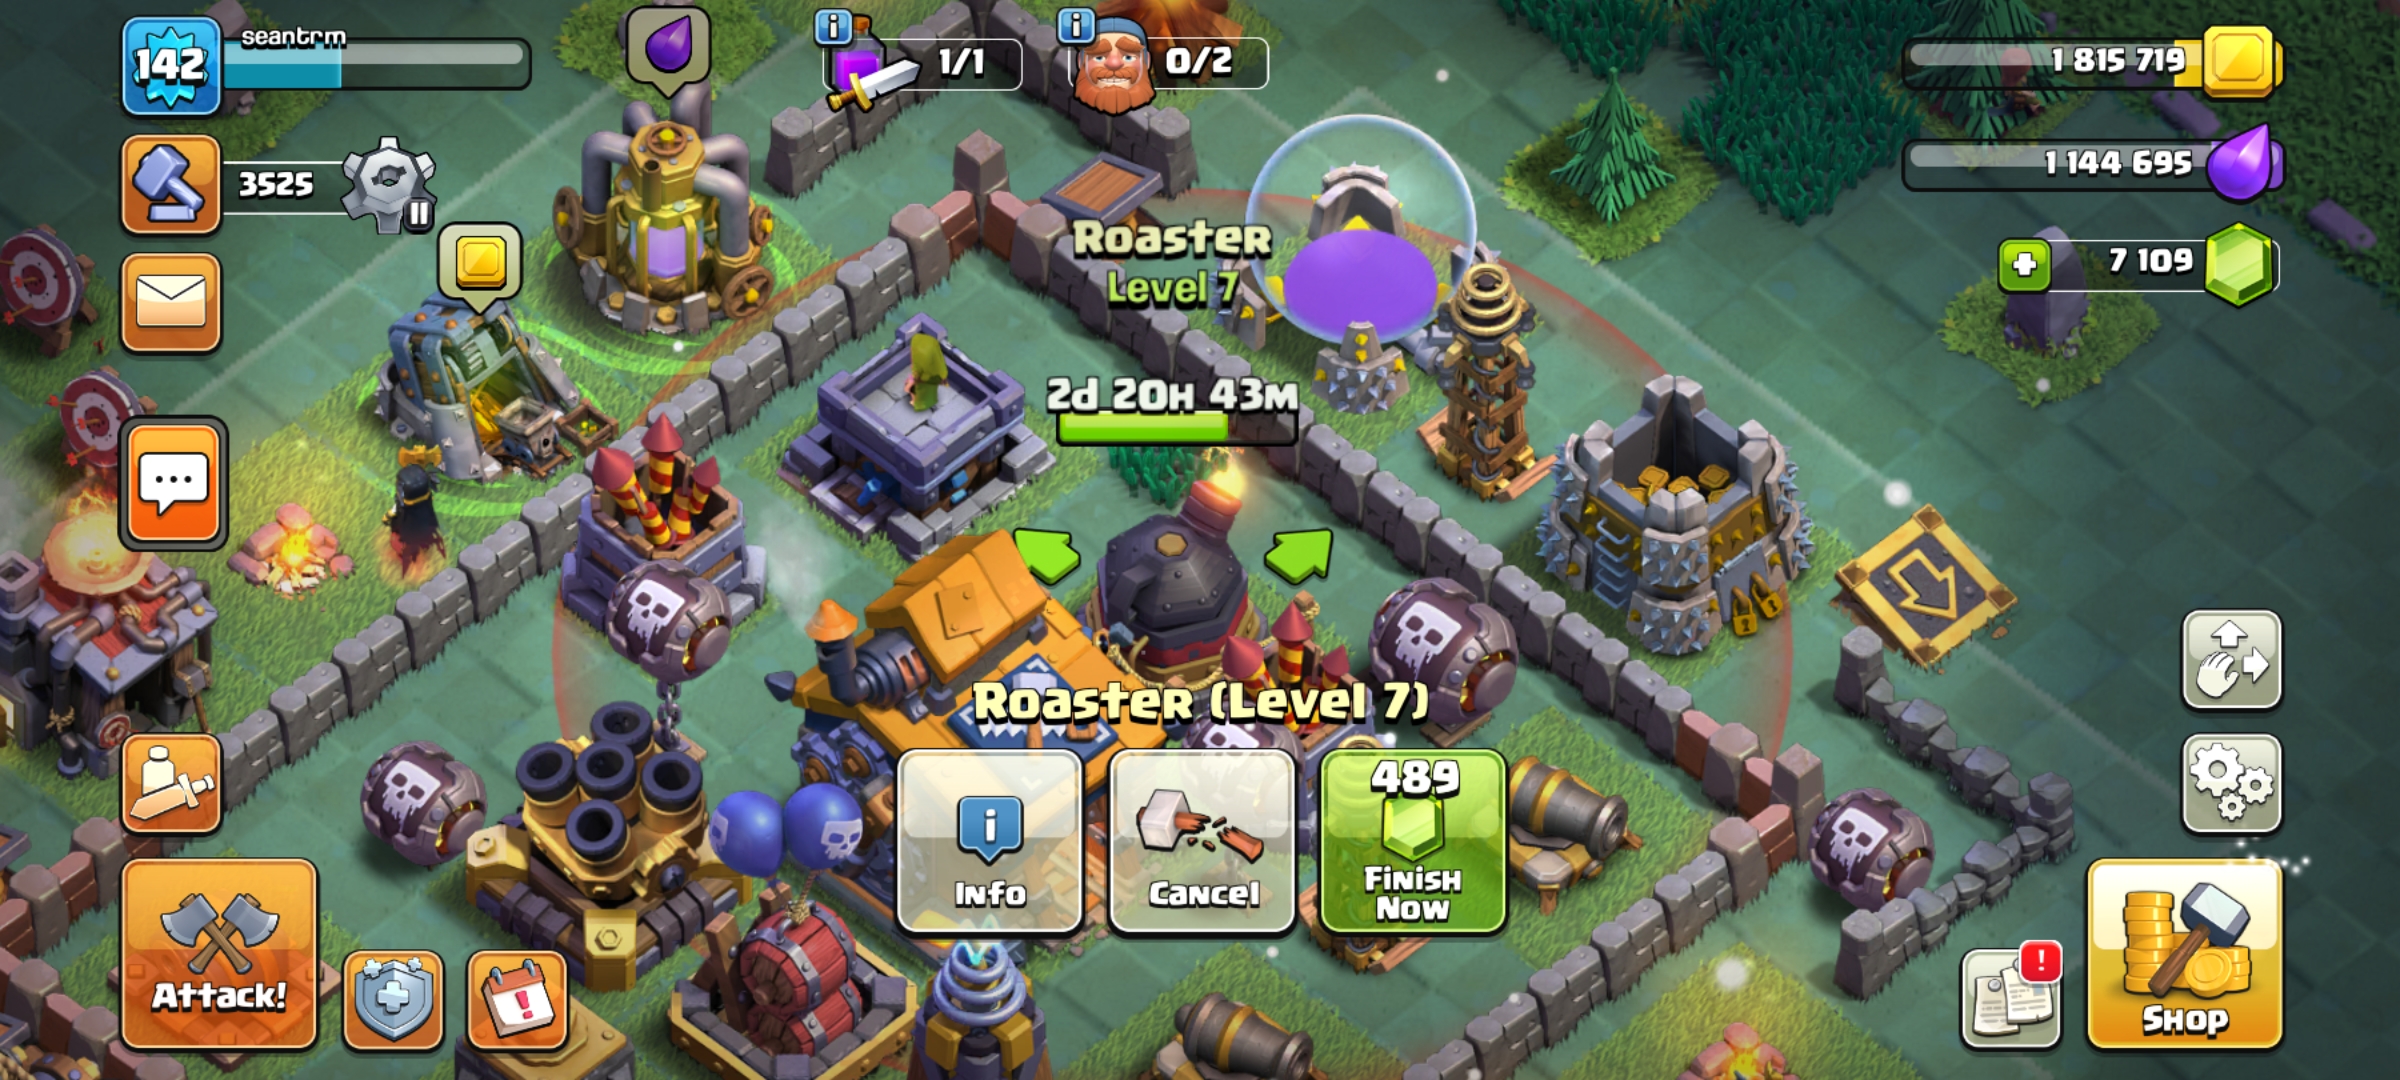 142
seantrm
1/1
0/2
1 815 719
3525
1 144 695
7 109
Roaster
Level 7
2d 20H 43M
Roaster (Level 7)
Info
Cancel
489
Finish
Now
Attack!
Shop